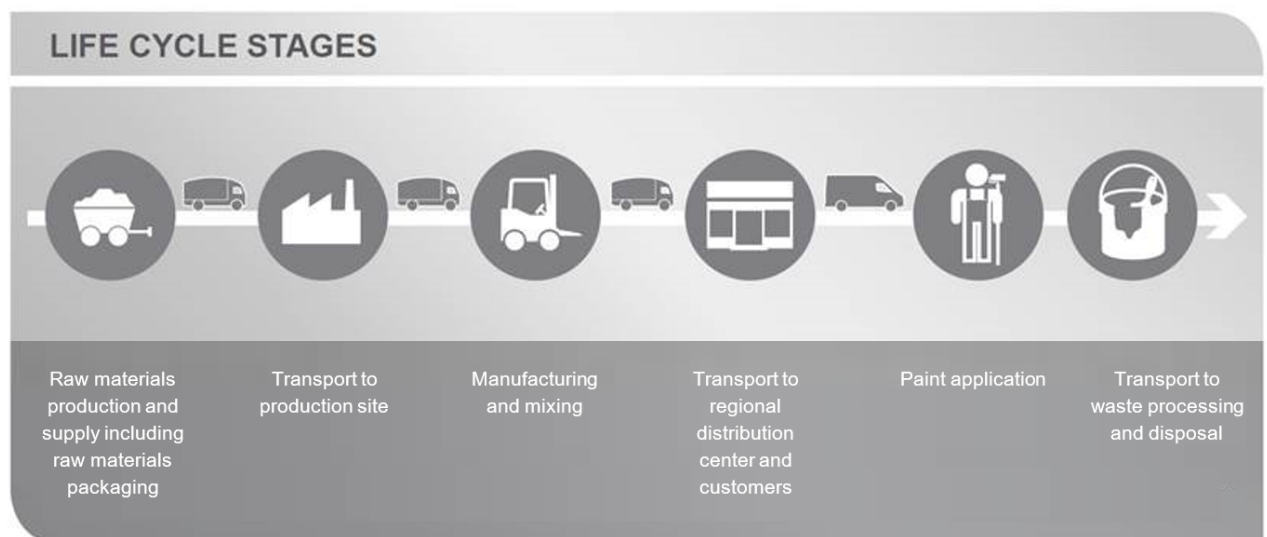 LIFE CYCLE STAGES
Raw materials
production and
supply including
raw materials
packaging
Transport to
production site
Manufacturing
and mixing
Transport to
regional
distribution
center and
customers
Paint application
Transport to
waste processing
and disposal